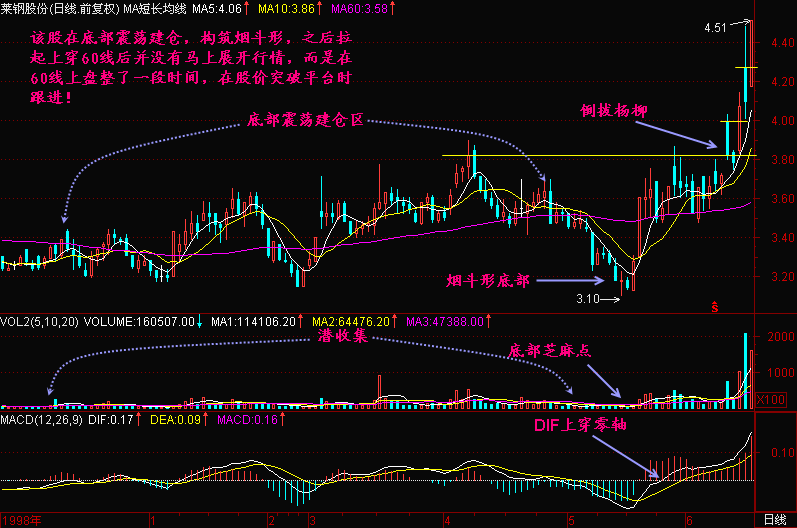 莱钢股份(日线.前复权) MA短长均线 MA5:4.06↑ MA10:3.86↑ MA60:3.58↑
4.51
该股在底部震荡建仓，构筑烟斗形，之后拉
起上穿60线后并没有马上展开行情，而是在
60线上盘整了一段时间，在股价突破平台时
跟进！
4.40
4.20
倒拔杨柳
底部震荡建仓区
4.00
3.80
3.60
3.40
烟斗形底部
3.20
3.10
S
VOL2(5,10,20) VOLUME:160507.00↓ MA1:114106.20↑ MA2:64476.20↑ MA3:47388.00↑
潜收集
2000
底部芝麻点
1000
X100
MACD(12,26,9) DIF:0.17↑ DEA:0.09↑ MACD:0.16↑
DIF上穿零轴
0.10
1998年 1 2 3 4 5 6 日线